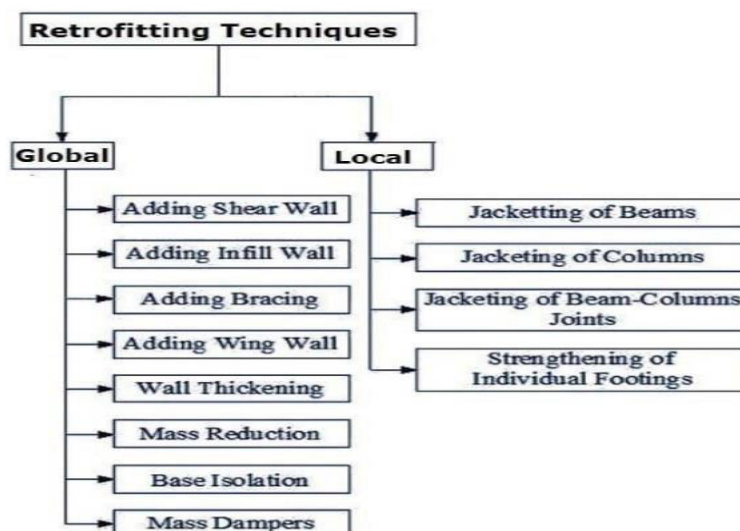 Retrofitting Techniques
Global
Local
Adding Shear Wall
Adding Infill Wall
Adding Bracing
Adding Wing Wall
Wall Thickening
Mass Reduction
Base Isolation
Mass Dampers
Jacketting of Beams
Jacketing of Columns
Jacketing of Beam-Columns
Joints
Strengthening of
Individual Footings